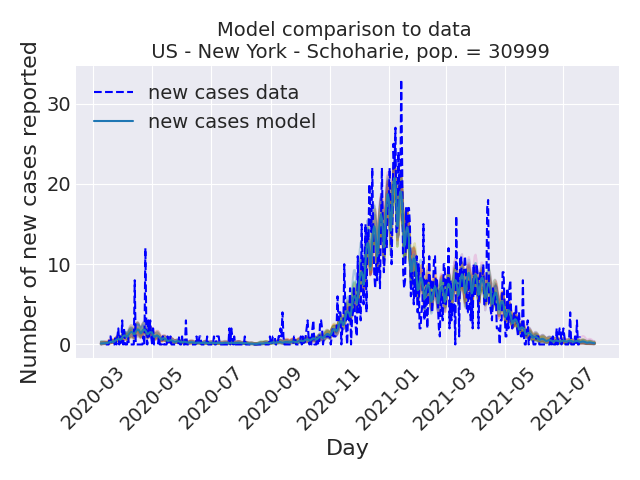 Model comparison to data
US - New York - Schoharie, pop. = 30999
new cases data
new cases model
Number of new cases reported
30
20
10
0
2020-03
2020-05
2020-07
2020-09
2020-11
2021-01
2021-03
2021-05
2021-07
Day